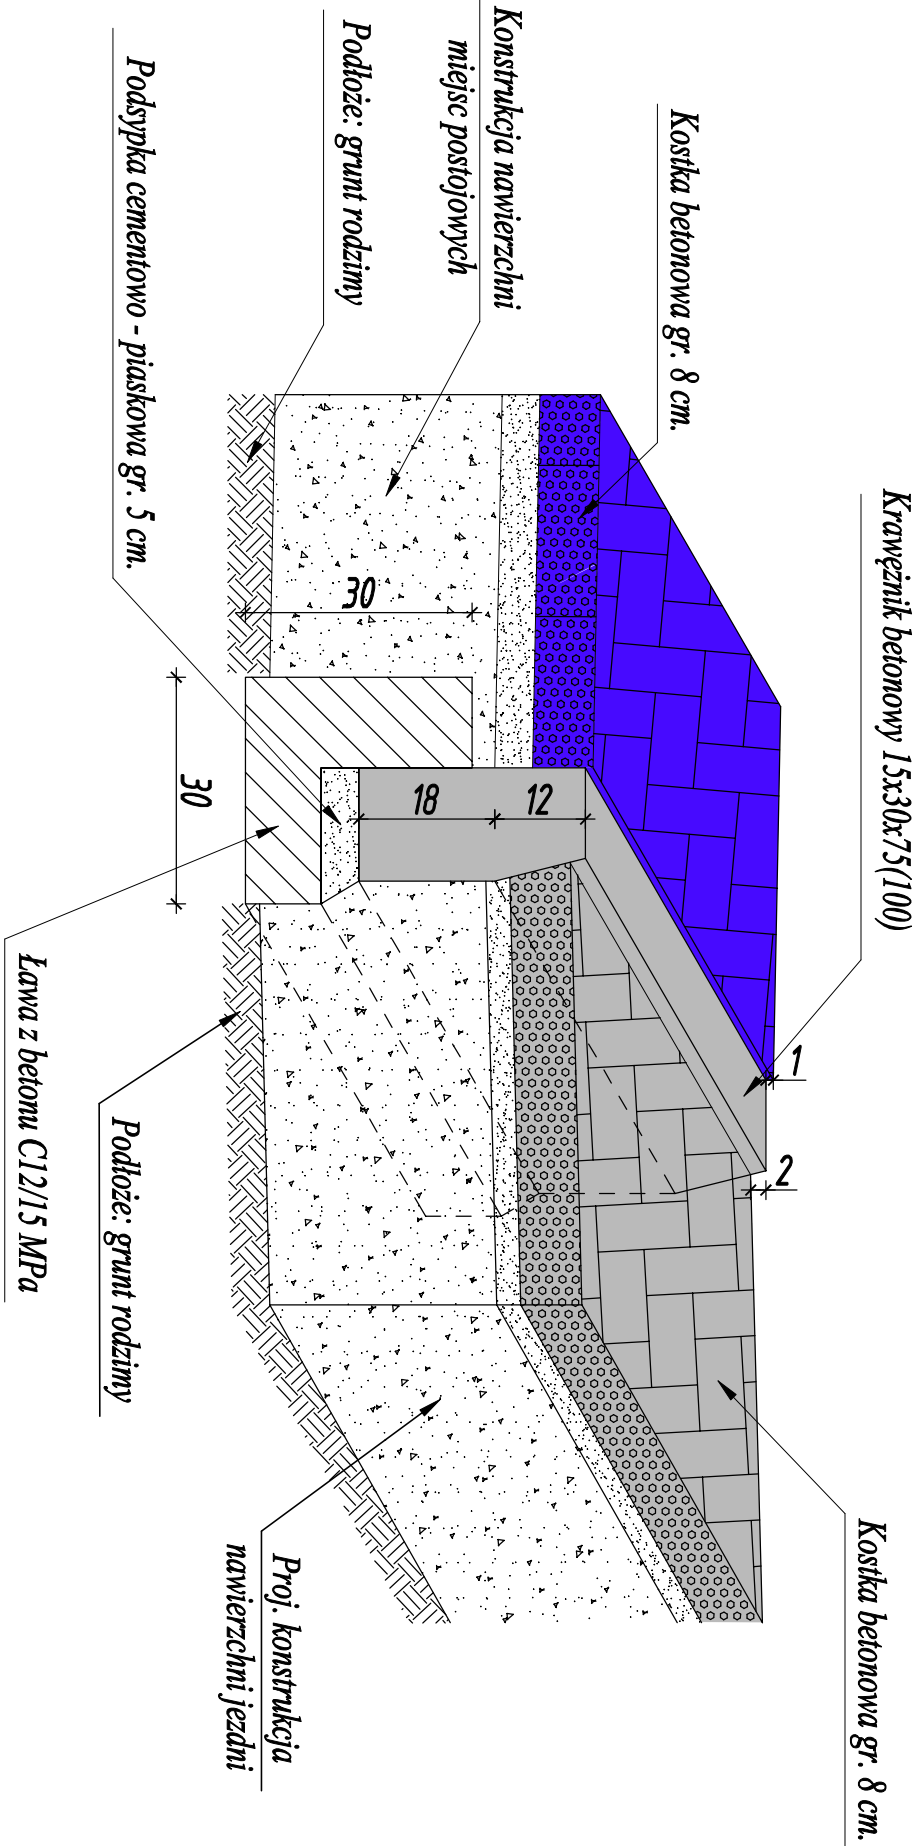 Krawężnik betonowy 15x30x75(100)
Kostka betonowa gr. 8 cm.
Konstrukcja nawierzchni
miejsc postojowych
Podłoże: grunt rodzimy
Podsypka cementowo - piaskowa gr. 5 cm.
Kostka betonowa gr. 8 cm.
1
2
12
18
30
30
Proj. konstrukcja
nawierzchni jezdni
Podłoże: grunt rodzimy
Ława z betonu C12/15 MPa